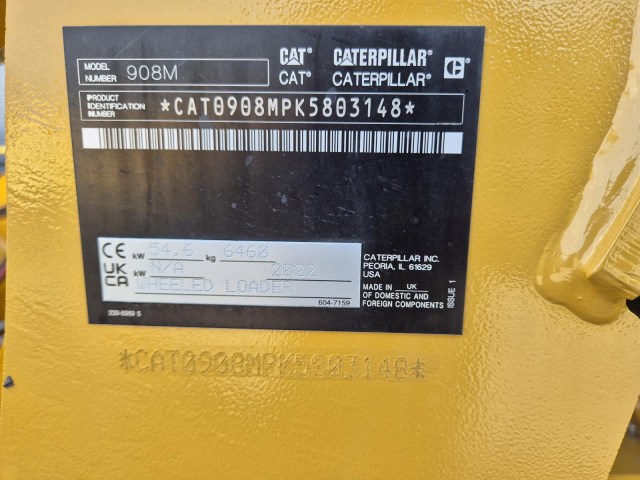 CAT® CATERPILLAR®
CAT® CATERPILLAR®
C
MODEL NUMBER 908M
PRODUCT IDENTIFICATION NUMBER *CAT0908MPK5803148*
CE kW 54.6 kg 6460
UK CA kW N/A 2022
WHEELED LOADER
604-7159
CATERPILLAR INC.
PEORIA, IL 61629
USA
MADE IN UK
OF DOMESTIC AND
FOREIGN COMPONENTS
ISSUE 1
*CAT0908MPK5803148*